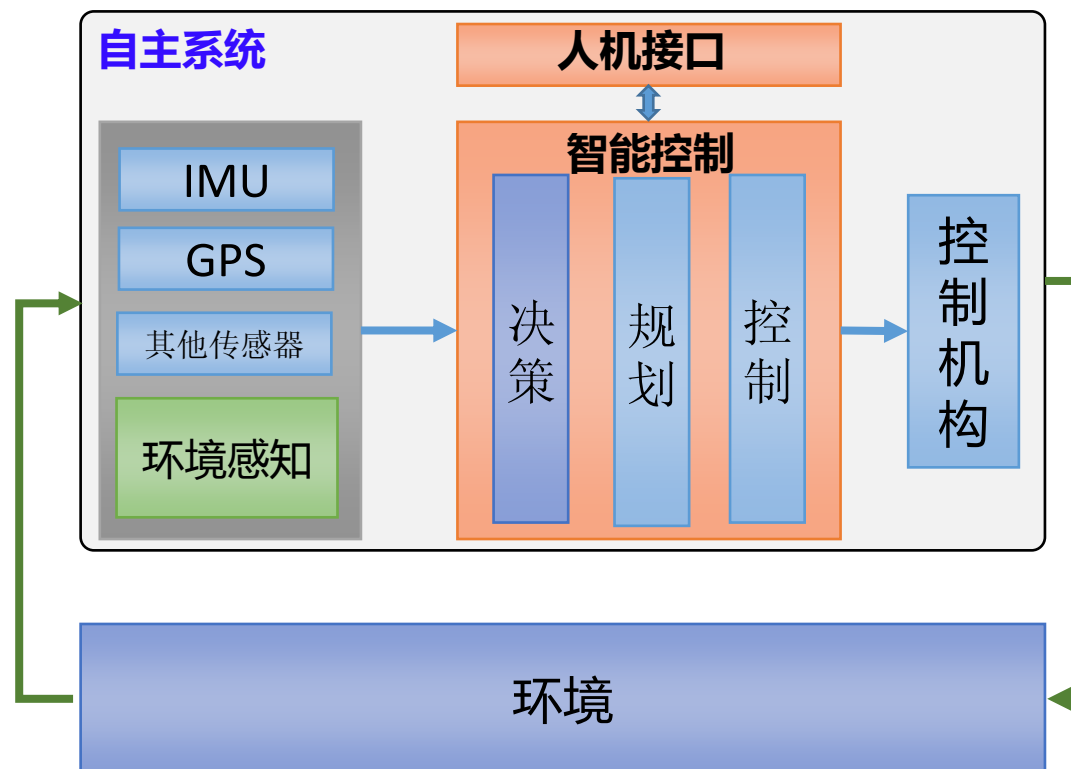 自主系统
人机接口
智能控制
IMU
GPS
其他传感器
环境感知
决策
规划
控制
控制机构
环境